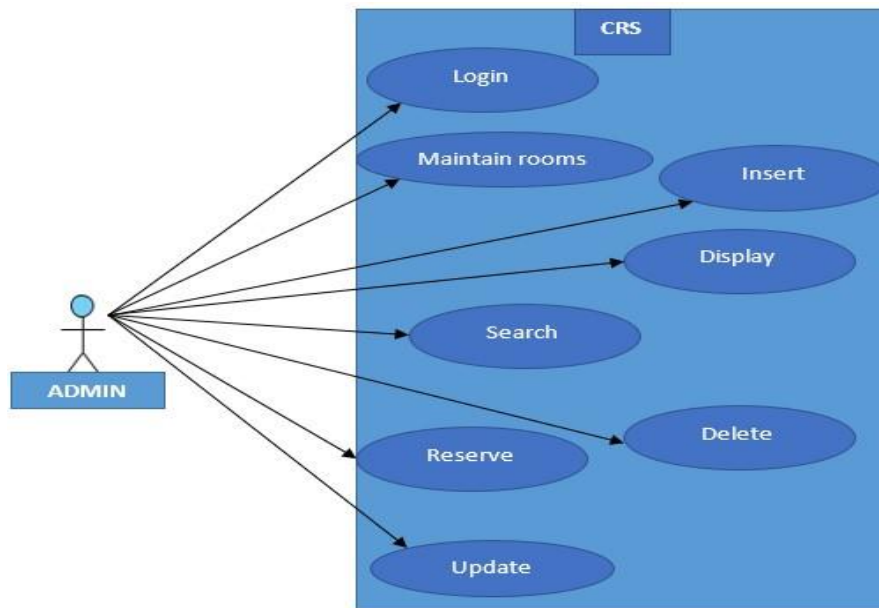 CRS
Login
Maintain rooms
Insert
Display
Search
ADMIN
Delete
Reserve
Update